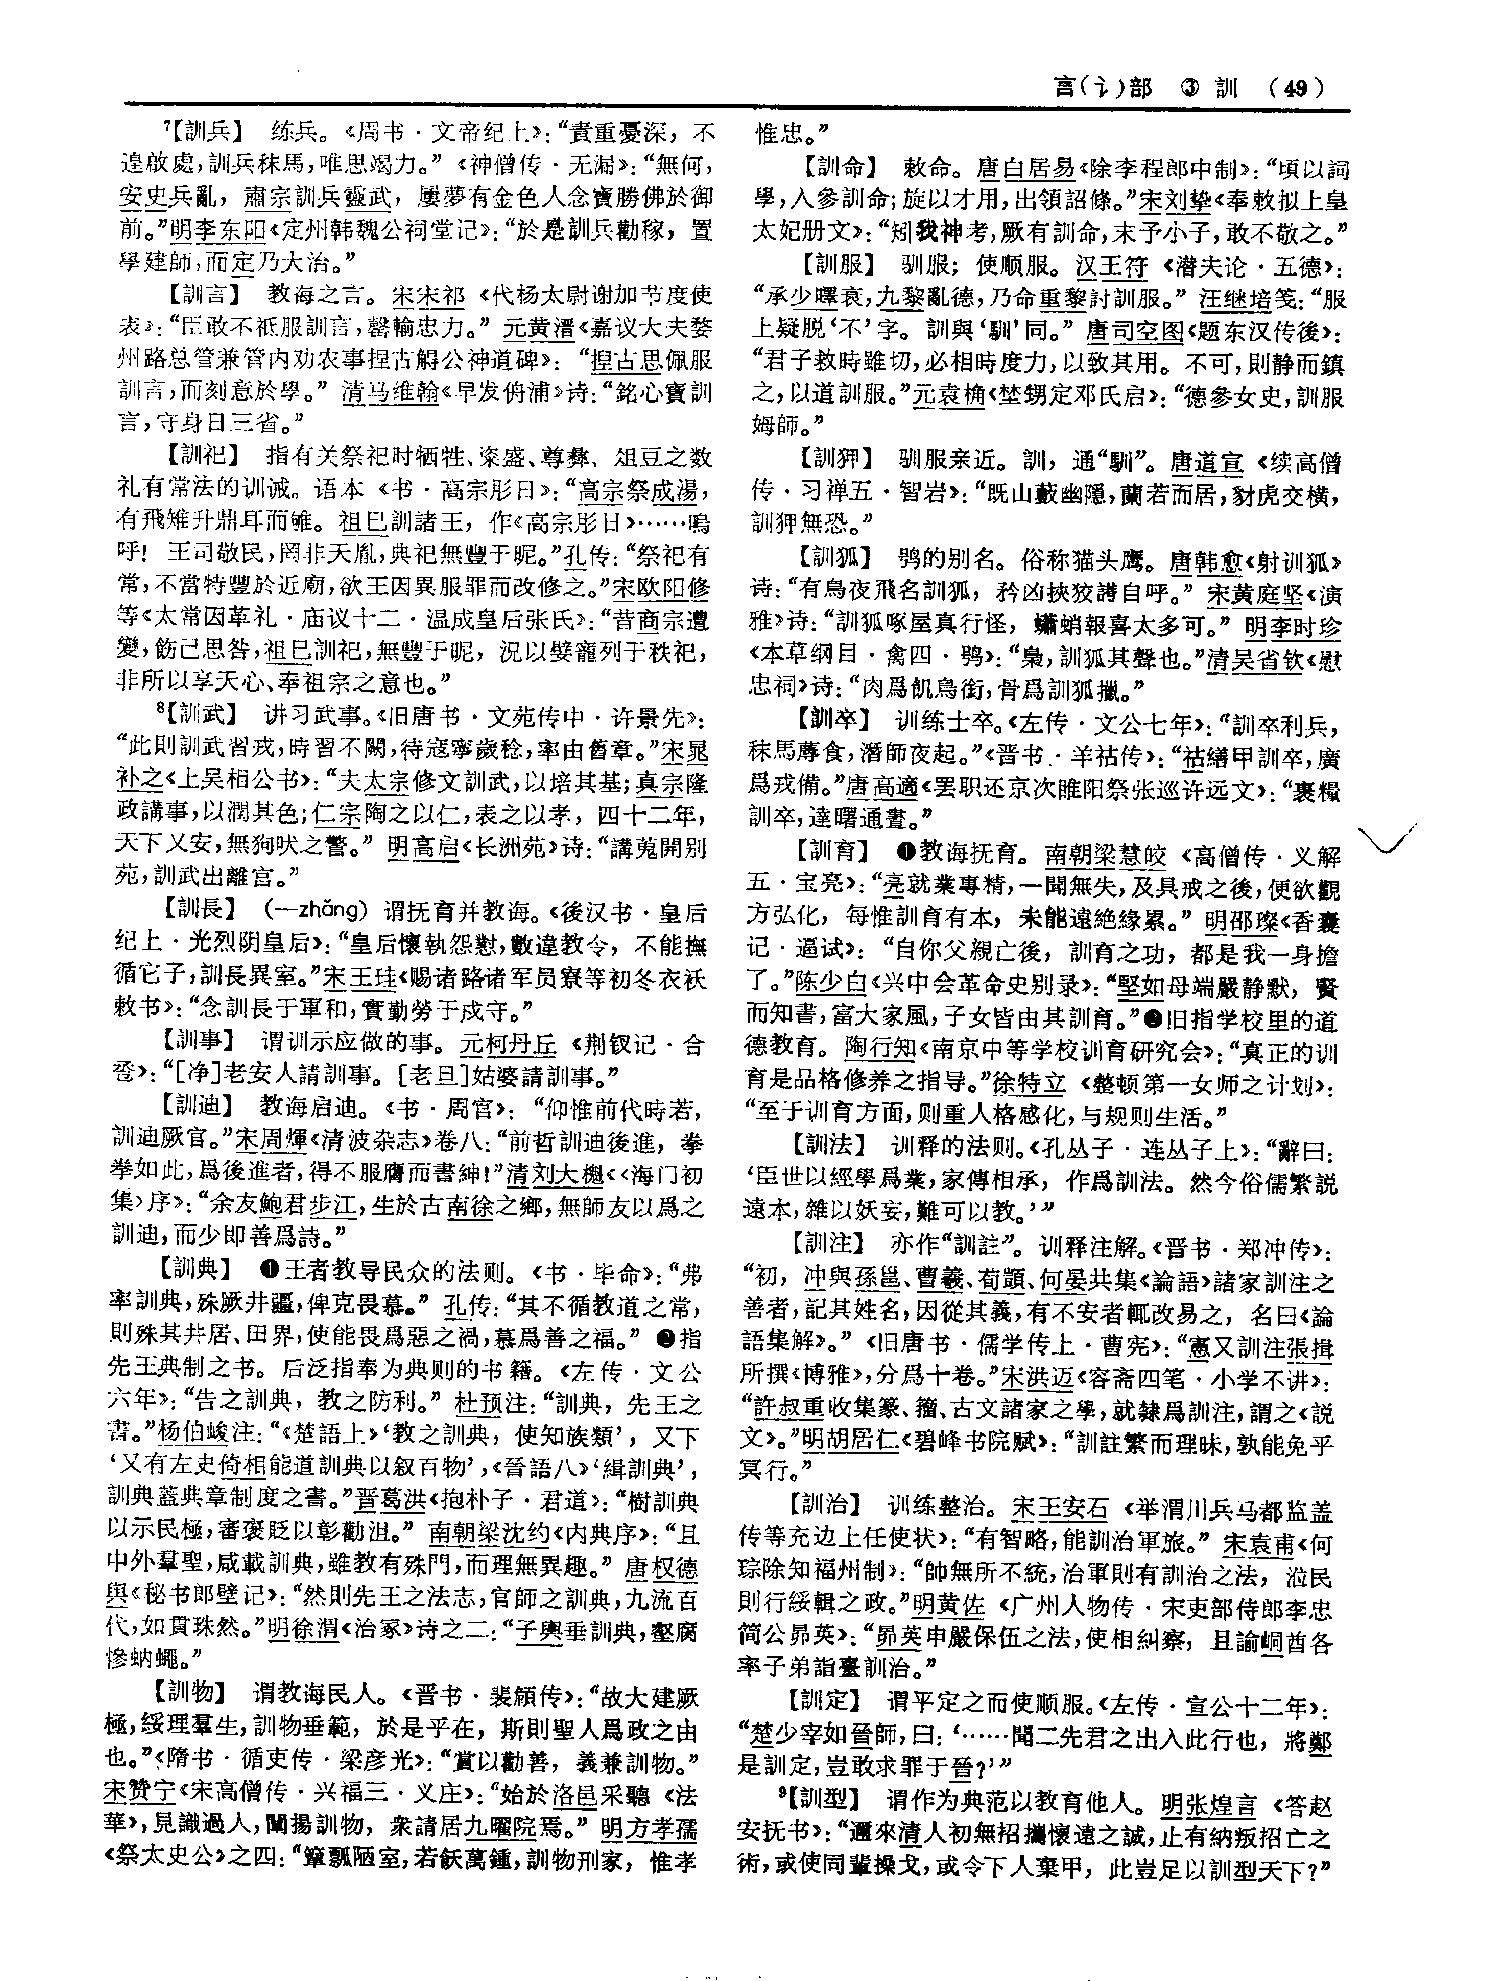 言(讠)部　③　訓　（49）
⁷【訓兵】　练兵。《周书·文帝纪上》：“責重憂深，不
遑啟處，訓兵秣馬，唯思竭力。”《神僧传·无漏》：“無何，
安史兵亂，肅宗訓兵靈武，屢夢有金色人念寶勝佛於御
前。”明李东阳《定州韩魏公祠堂记》：“於是訓兵勸稼，置
學建師，而定乃大治。”
【訓言】　教诲之言。宋宋祁《代杨太尉谢加节度使
表》：“臣敢不祗服訓言，罄輸忠力。”元黄溍《嘉议大夫婺
州路总管兼管内劝农事捏古䚟公神道碑》：“捏古思佩服
訓言，而刻意於學。”清马维翰《早发侜浦》诗：“銘心寶訓
言，守身日三省。”
【訓祀】　指有关祭祀时牺牲、粢盛、尊彝、俎豆之数
礼有常法的训诫。语本《书·高宗肜日》：“高宗祭成湯，
有飛雉升鼎耳而雊。祖巳訓諸王，作《高宗肜日》……嗚
呼！王司敬民，罔非天胤，典祀無豐于昵。”孔传：“祭祀有
常，不當特豐於近廟，欲王因異服罪而改修之。”宋欧阳修
等《太常因革礼·庙议十二·温成皇后张氏》：“昔商宗遭
變，飭己思咎，祖巳訓祀，無豐于昵，況以嬖寵列于秩祀，
非所以享天心、奉祖宗之意也。”
⁸【訓武】　讲习武事。《旧唐书·文苑传中·许景先》：
“此則訓武習戎，時習不闕，待寇寧歲稔，率由舊章。”宋晁
补之《上吴相公书》：“夫太宗修文訓武，以培其基；真宗隆
政講事，以潤其色；仁宗陶之以仁，表之以孝，四十二年，
天下乂安，無狗吠之警。”明高启《长洲苑》诗：“講蒐開别
苑，訓武出離宫。”
【訓長】　（—zhǎng）谓抚育并教诲。《後汉书·皇后
纪上·光烈阴皇后》：“皇后懷執怨懟，數違教令，不能撫
循它子，訓長異室。”宋王珪《赐诸路诸军员寮等初冬衣袄
敕书》：“念訓長于軍和，實勤勞于戍守。”
【訓事】　谓训示应做的事。元柯丹丘《荆钗记·合
卺》：“[净]老安人請訓事。[老旦]姑婆請訓事。”
【訓迪】　教诲启迪。《书·周官》：“仰惟前代時若，
訓迪厥官。”宋周煇《清波杂志》卷八：“前哲訓迪後進，拳
拳如此，爲後進者，得不服膺而書紳！”清刘大櫆《〈海门初
集〉序》：“余友鮑君步江，生於古南徐之鄉，無師友以爲之
訓迪，而少即善爲詩。”
【訓典】　❶王者教导民众的法则。《书·毕命》：“弗
率訓典，殊厥井疆，俾克畏慕。”孔传：“其不循教道之常，
則殊其井居、田界，使能畏爲惡之禍，慕爲善之福。”❷指
先王典制之书。后泛指奉为典则的书籍。《左传·文公
六年》：“告之訓典，教之防利。”杜预注：“訓典，先王之
書。”杨伯峻注：“《楚語上》‘教之訓典，使知族類’，又下
‘又有左史倚相能道訓典以叙百物’，《晉語八》‘緝訓典’，
訓典蓋典章制度之書。”晋葛洪《抱朴子·君道》：“樹訓典
以示民極，審褒貶以彰勸沮。”南朝梁沈约《内典序》：“且
中外羣聖，咸載訓典，雖教有殊門，而理無異趣。”唐权德
舆《秘书郎壁记》：“然則先王之法志，官師之訓典，九流百
代，如貫珠然。”明徐渭《治冢》诗之二：“子輿垂訓典，壑腐
慘蚋蠅。”
【訓物】　谓教诲民人。《晋书·裴頠传》：“故大建厥
極，綏理羣生，訓物垂範，於是乎在，斯則聖人爲政之由
也。”《隋书·循吏传·梁彦光》：“賞以勸善，義兼訓物。”
宋赞宁《宋高僧传·兴福三·义庄》：“始於洛邑采聽《法
華》，見識過人，闡揚訓物，衆請居九曜院焉。”明方孝孺
《祭太史公》之四：“簞瓢陋室，若飫萬鍾，訓物刑家，惟孝
惟忠。”
【訓命】　敕命。唐白居易《除李程郎中制》：“頃以詞
學，入參訓命；旋以才用，出領詔條。”宋刘挚《奉敕拟上皇
太妃册文》：“矧我神考，厥有訓命，末予小子，敢不敬之。”
【訓服】　驯服；使顺服。汉王符《潜夫论·五德》：
“承少皞衰，九黎亂德，乃命重黎討訓服。”汪继培笺：“服
上疑脱‘不’字。訓與‘馴’同。”唐司空图《题东汉传後》：
“君子救時雖切，必相時度力，以致其用。不可，則静而鎮
之，以道訓服。”元袁桷《埜甥定邓氏启》：“德參女史，訓服
姆師。”
【訓狎】　驯服亲近。訓，通“馴”。唐道宣《续高僧
传·习禅五·智岩》：“既山藪幽隱，蘭若而居，豺虎交横，
訓狎無恐。”
【訓狐】　鸮的别名。俗称猫头鹰。唐韩愈《射训狐》
诗：“有鳥夜飛名訓狐，矜凶挾狡誇自呼。”宋黄庭坚《演
雅》诗：“訓狐啄屋真行怪，蠨蛸報喜太多可。”明李时珍
《本草纲目·禽四·鸮》：“梟，訓狐其聲也。”清吴省钦《慰
忠祠》诗：“肉爲飢烏銜，骨爲訓狐攫。”
【訓卒】　训练士卒。《左传·文公七年》：“訓卒利兵，
秣馬蓐食，潛師夜起。”《晋书·羊祜传》：“祜缮甲訓卒，廣
爲戎備。”唐高適《罢职还京次睢阳祭张巡许远文》：“裹糧
訓卒，達曙通晝。”
【訓育】　❶教诲抚育。南朝梁慧皎《高僧传·义解
五·宝亮》：“亮就業專精，一聞無失，及具戒之後，便欲觀
方弘化，每惟訓育有本，未能遠絶缘累。”明邵璨《香囊
记·逼试》：“自你父親亡後，訓育之功，都是我一身擔
了。”陈少白《兴中会革命史别录》：“堅如母端嚴静默，賢
而知書，富大家風，子女皆由其訓育。”❷旧指学校里的道
德教育。陶行知《南京中等学校训育研究会》：“真正的训
育是品格修养之指导。”徐特立《整顿第一女师之计划》：
“至于训育方面，则重人格感化，与规则生活。”
【訓法】　训释的法则。《孔丛子·连丛子上》：“辭曰：
‘臣世以經學爲業，家傳相承，作爲訓法。然今俗儒繁説
遠本，雜以妖妄，難可以教。’”
【訓注】　亦作“訓註”。训释注解。《晋书·郑冲传》：
“初，冲與孫邕、曹羲、荀顗、何晏共集《論語》諸家訓注之
善者，記其姓名，因從其義，有不安者輒改易之，名曰《論
語集解》。”《旧唐书·儒学传上·曹宪》：“憲又訓注張揖
所撰《博雅》，分爲十卷。”宋洪迈《容斋四笔·小学不讲》：
“許叔重收集篆、籀、古文諸家之學，就隸爲訓注，謂之《説
文》。”明胡居仁《碧峰书院赋》：“訓註繁而理昧，孰能免乎
冥行。”
【訓治】　训练整治。宋王安石《举渭川兵马都监盖
传等充边上任使状》：“有智略，能訓治軍旅。”宋袁甫《何
琮除知福州制》：“帥無所不統，治軍則有訓治之法，涖民
則行綏輯之政。”明黄佐《广州人物传·宋吏部侍郎李忠
简公昴英》：“昴英申嚴保伍之法，使相糾察，且諭峒酋各
率子弟詣臺訓治。”
【訓定】　谓平定之而使顺服。《左传·宣公十二年》：
“楚少宰如晉師，曰：‘……聞二先君之出入此行也，將鄭
是訓定，豈敢求罪于晉？’”
⁹【訓型】　谓作为典范以教育他人。明张煌言《答赵
安抚书》：“邇來清人初無招攜懷遠之誠，止有納叛招亡之
術，或使同輩操戈，或令下人棄甲，此豈足以訓型天下？”